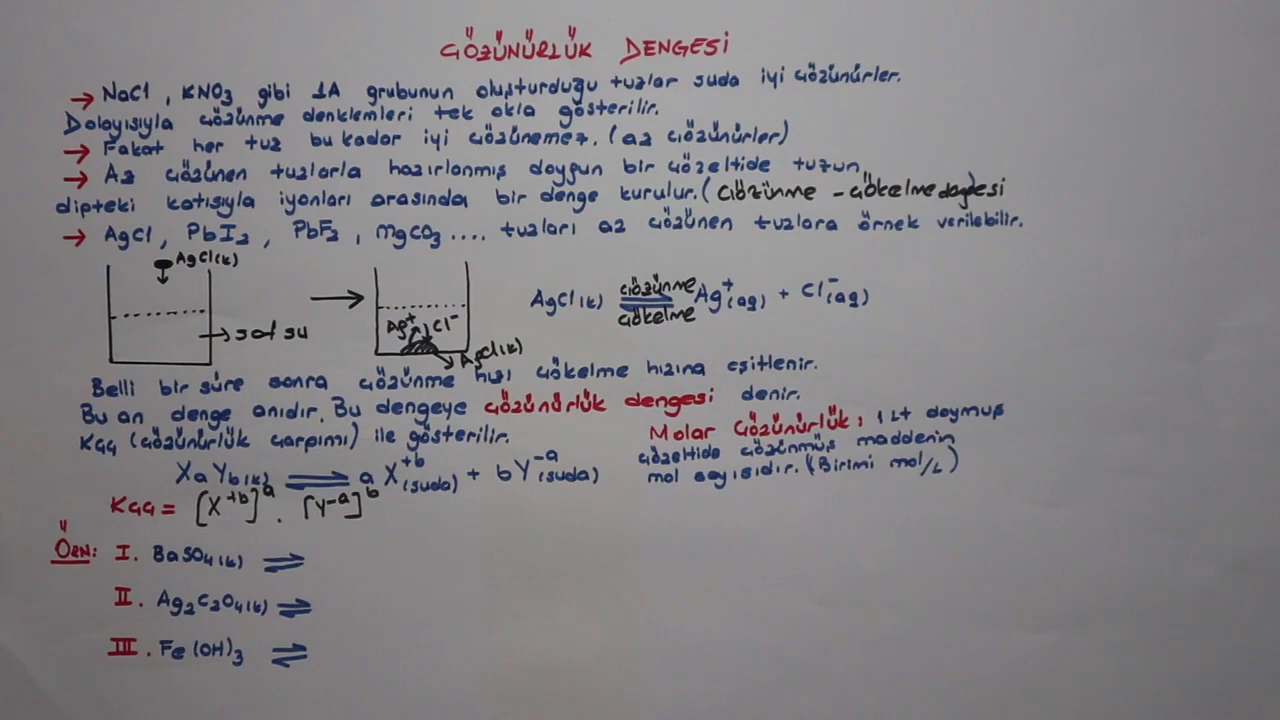 ÇÖZÜNÜRLÜK DENGESİ
→ NaCl, KNO3 gibi 1A grubunun oluşturduğu tuzlar suda iyi çözünürler.
Dolayısıyla çözünme denklemleri tek okla gösterilir.
→ Fakat her tuz bu kadar iyi çözünemez. (az çözünürler)
→ Az çözünen tuzlarla hazırlanmış doygun bir çözeltide tuzun
dipteki katısıyla iyonları arasında bir denge kurulur. (çözünme - çökelme dengesi)
→ AgCl, PbI2, PbF2, MgCO3 .... tuzları az çözünen tuzlara örnek verilebilir.
AgCl(k)
saf su
Ag+ Cl-
AgCl(k)
AgCl(k) çözünme ⇌ çökelme Ag+(aq) + Cl-(aq)
Belli bir süre sonra çözünme hızı çökelme hızına eşitlenir.
Bu an denge anıdır. Bu dengeye çözünürlük dengesi denir.
Kçç (çözünürlük çarpımı) ile gösterilir.
Molar Çözünürlük: 1 Lt doymuş
çözeltide çözünmüş maddenin
mol sayısıdır. (Birimi mol/L)
XaYb(k) ⇌ a X+b(suda) + b Y-a(suda)
Kçç = [X+b]a . [Y-a]b
ÖRN: I. BaSO4(k) ⇌
II. Ag2C2O4(k) ⇌
III. Fe(OH)3 ⇌